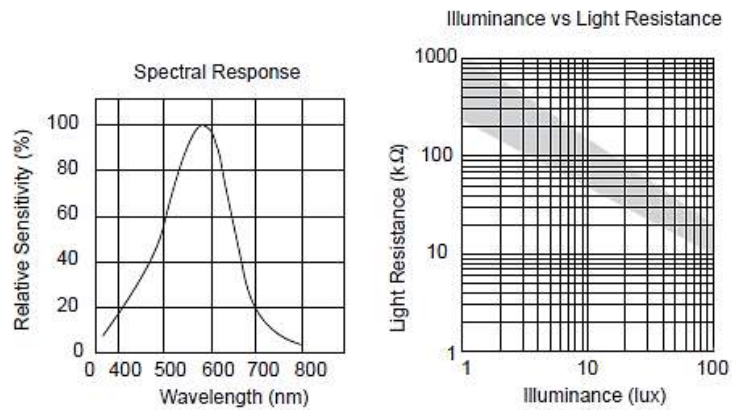 Spectral Response
Relative Sensitivity (%)
100
80
60
40
20
0
0 400 500 600 700 800
Wavelength (nm)
Illuminance vs Light Resistance
Light Resistance (kΩ)
1000
100
10
1
1 10 100
Illuminance (lux)